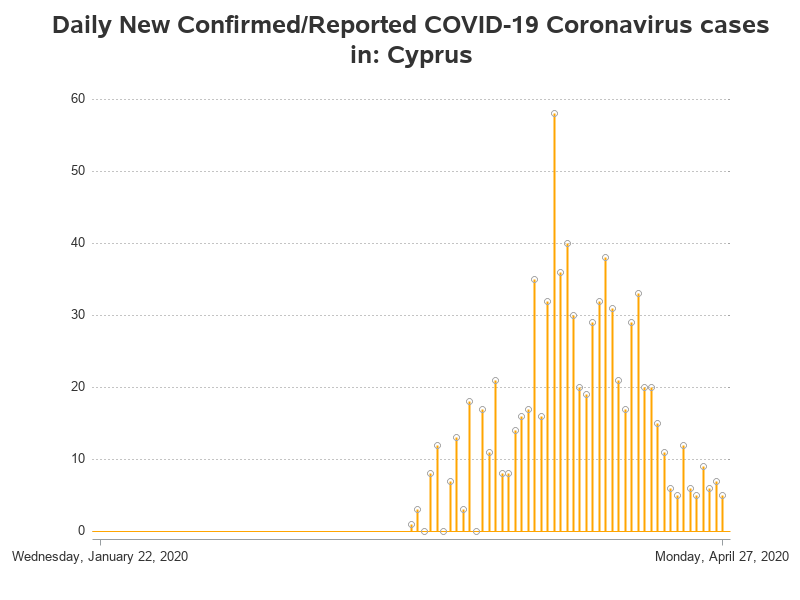 Daily New Confirmed/Reported COVID-19 Coronavirus cases
in: Cyprus
60
50
40
30
20
10
0
Wednesday, January 22, 2020
Monday, April 27, 2020